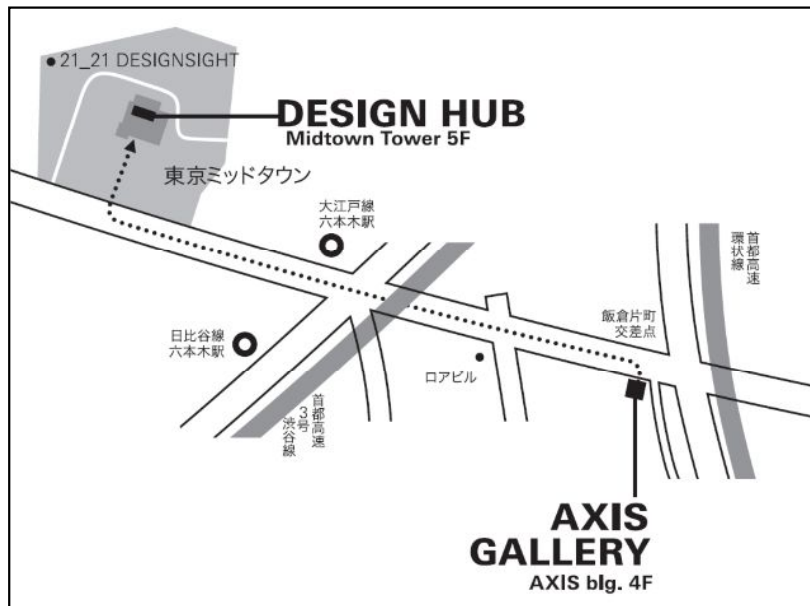 21_21 DESIGNSIGHT
DESIGN HUB
Midtown Tower 5F
東京ミッドタウン
大江戸線
六本木駅
首都高速
環状線
飯倉片町
交差点
日比谷線
六本木駅
ロアビル
首都高速
3号
渋谷線
AXIS
GALLERY
AXIS blg. 4F